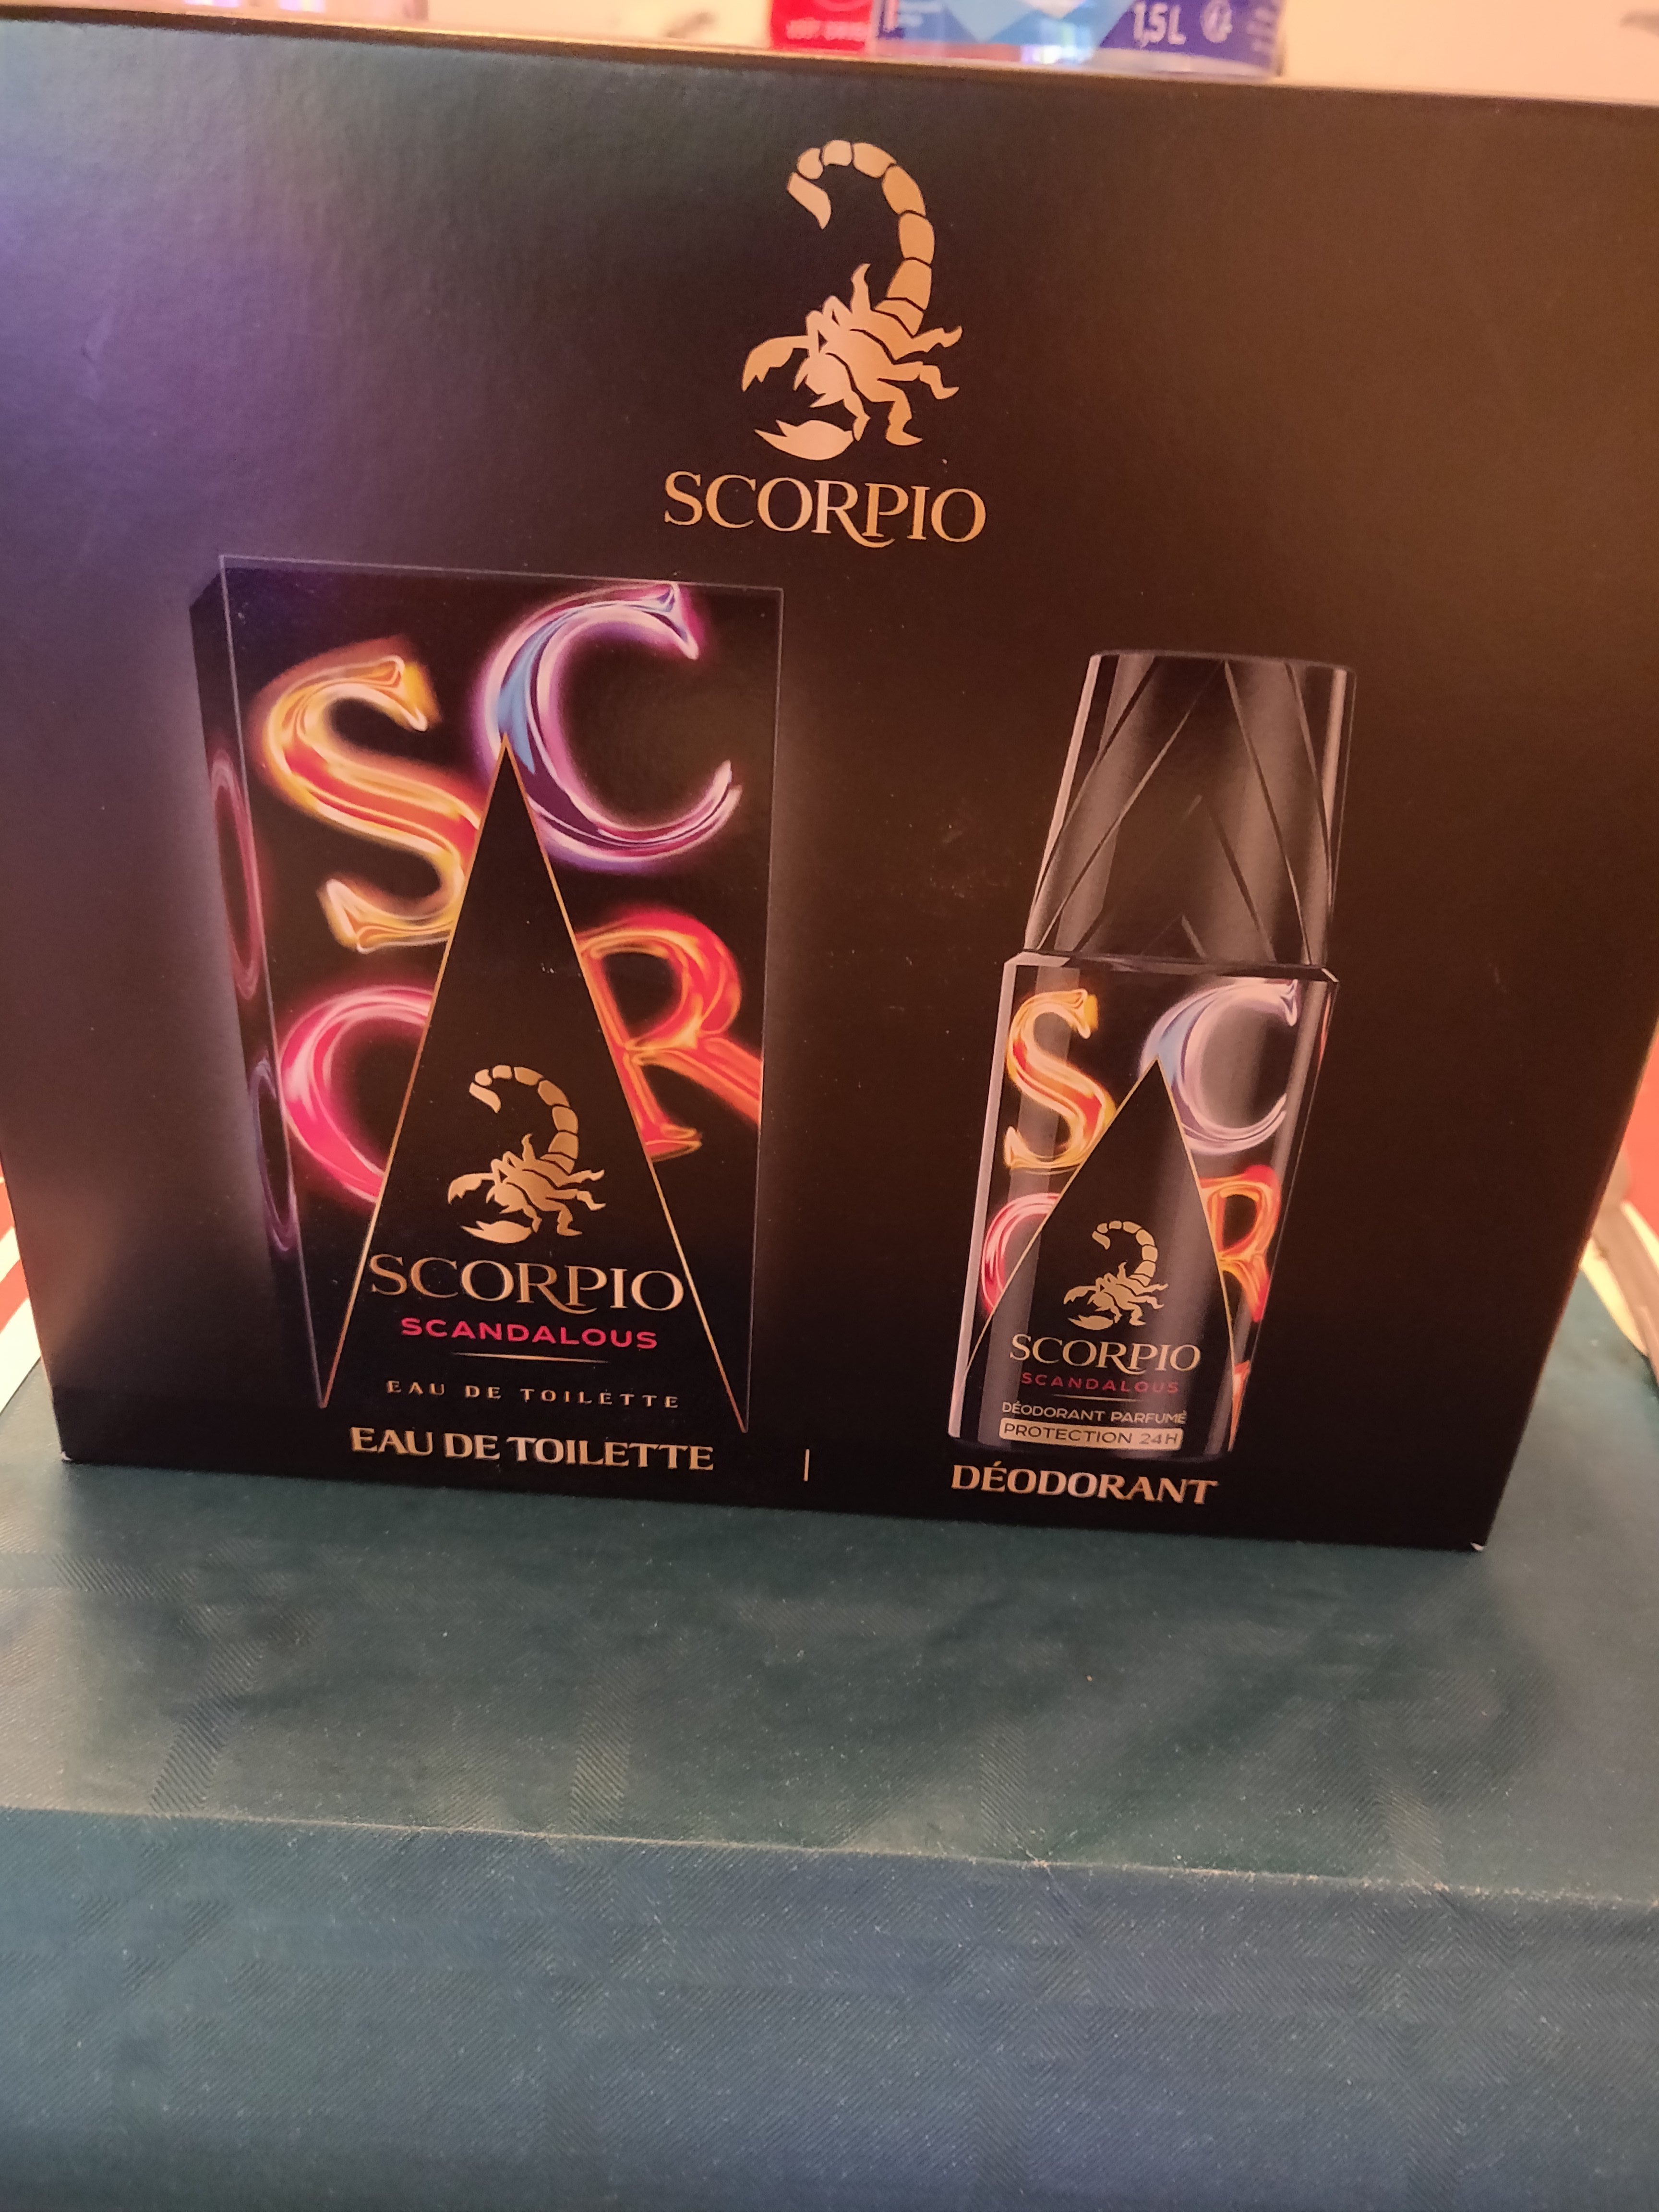 1,5L
SCORPIO
SC
OR
SCORPIO
SCANDALOUS
EAU DE TOILETTE
EAU DE TOILETTE
|
SC
OR
SCORPIO
SCANDALOUS
DÉODORANT PARFUMÉ
PROTECTION 24H
DÉODORANT